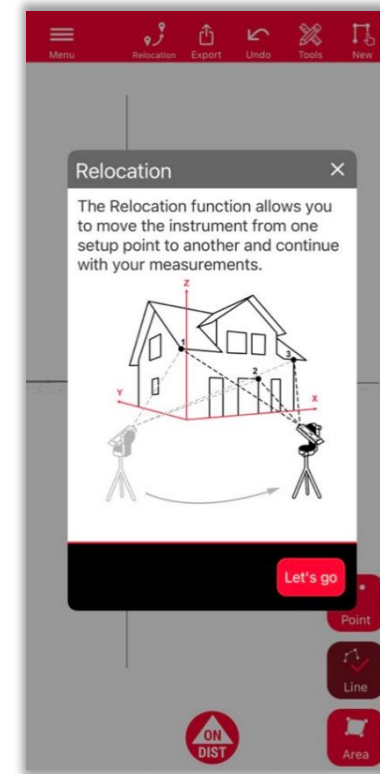 Menu
Relocation
Export
Undo
Tools
New
Relocation
The Relocation function allows you
to move the instrument from one
setup point to another and continue
with your measurements.
Z
1
3
2
Y
X
Let's go
Point
Line
ON
DIST
Area